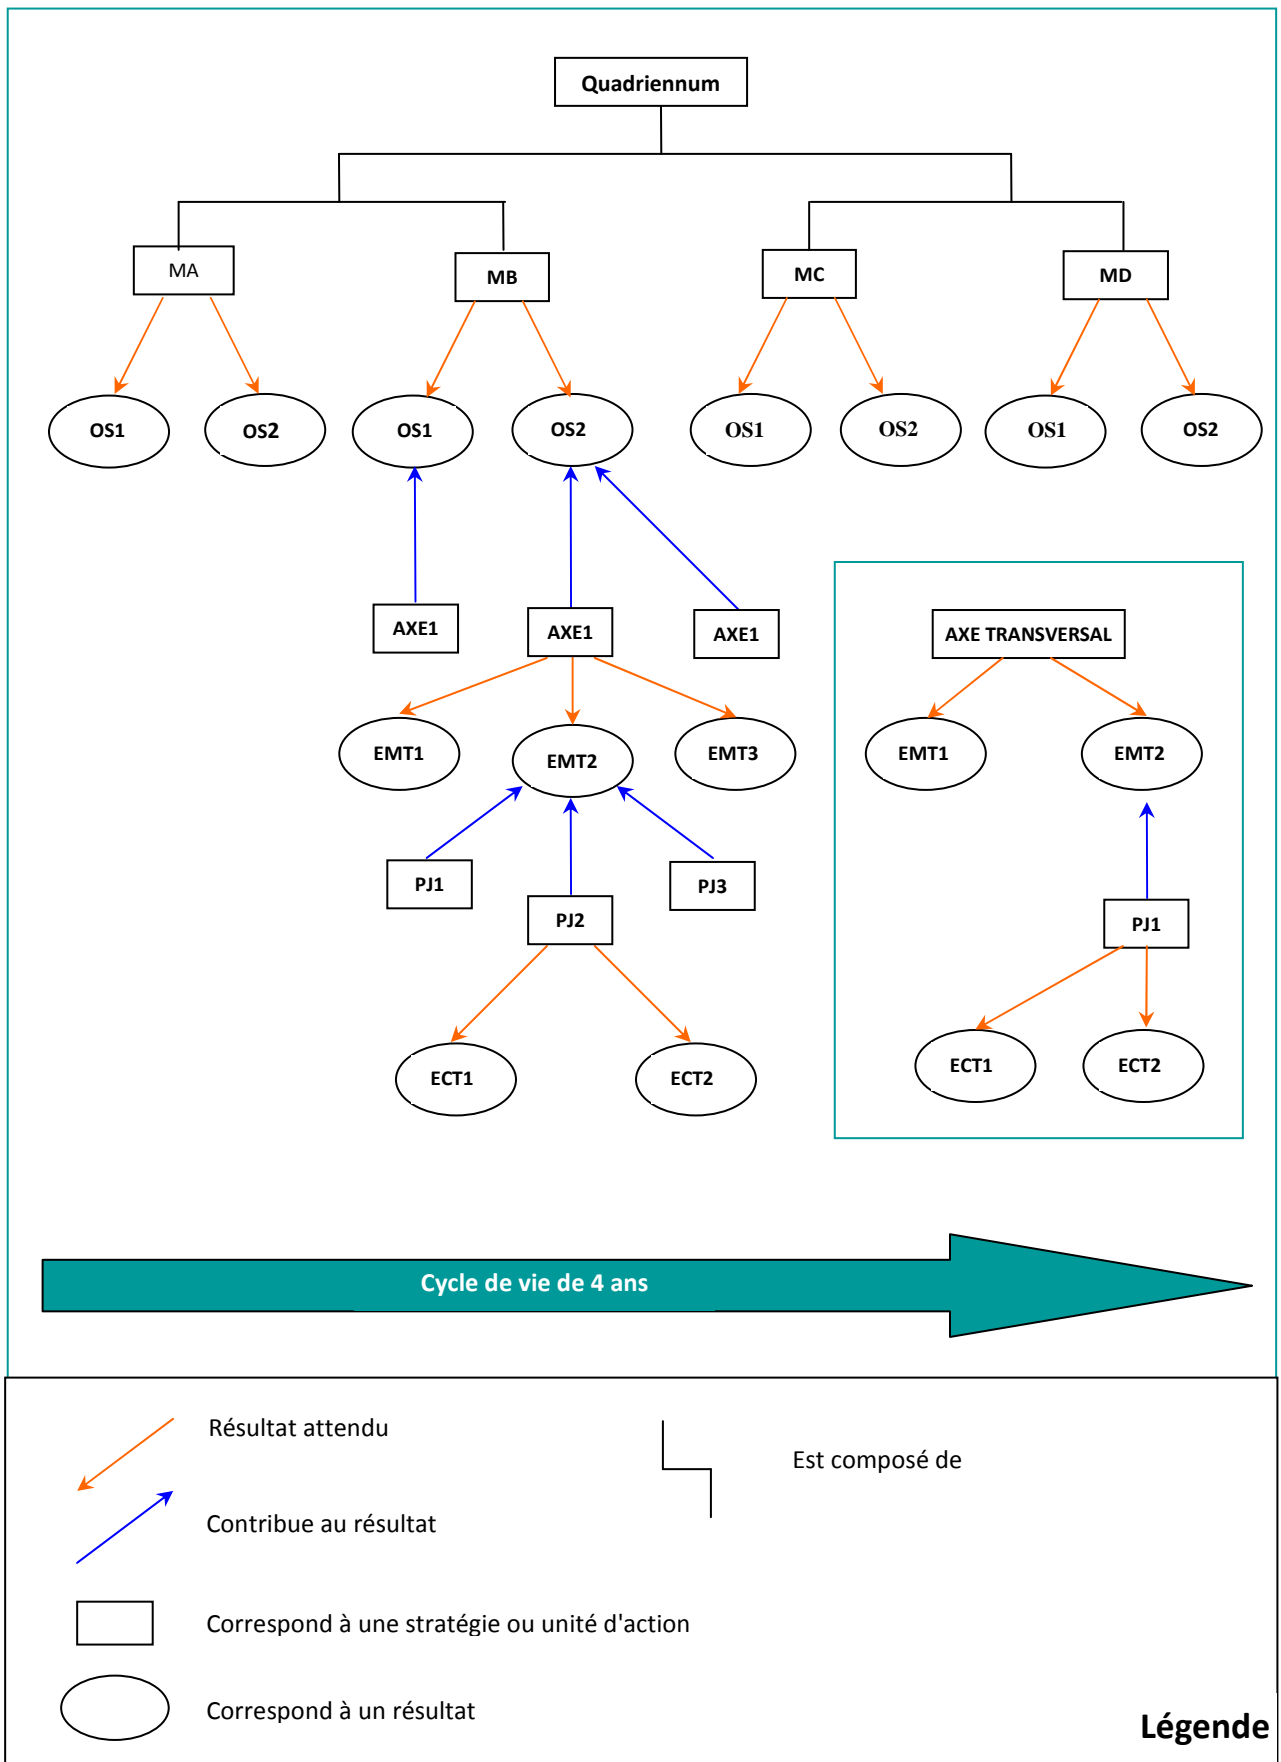 Quadriennum
MA
MB
MC
MD
OS1
OS2
OS1
OS2
OS1
OS2
OS1
OS2
AXE1
AXE1
AXE1
AXE TRANSVERSAL
EMT1
EMT2
EMT3
EMT1
EMT2
PJ1
PJ2
PJ3
PJ1
ECT1
ECT2
ECT1
ECT2
Cycle de vie de 4 ans
Résultat attendu
Est composé de
Contribue au résultat
Correspond à une stratégie ou unité d'action
Correspond à un résultat
Légende